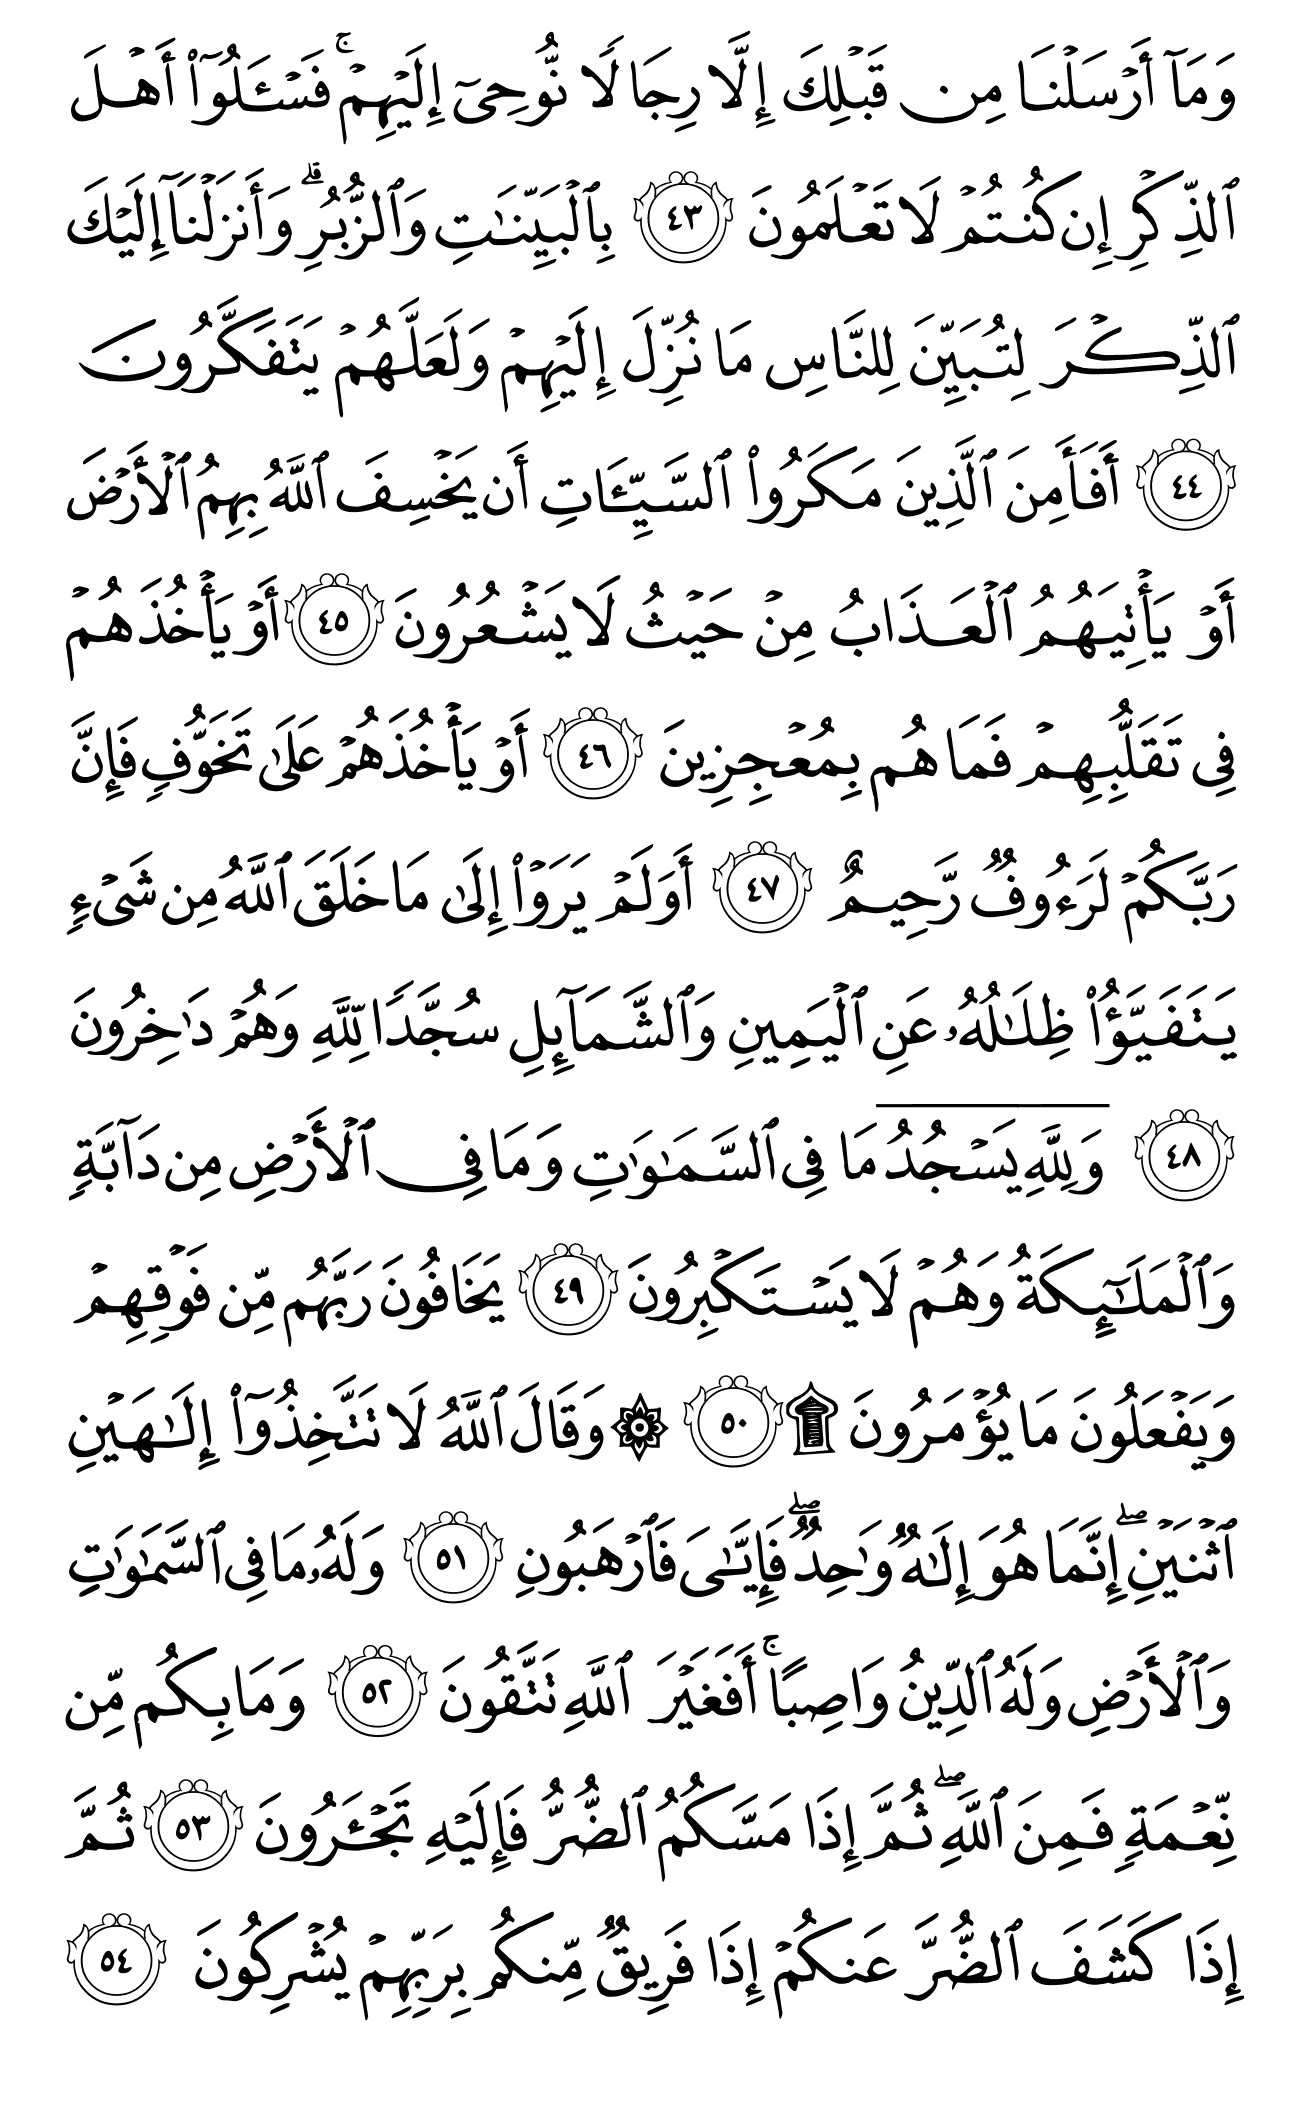 وَمَآ أَرۡسَلۡنَا مِن قَبۡلِكَ إِلَّا رِجَالٗا نُّوحِيٓ إِلَيۡهِمۡۚ فَسۡـَٔلُوٓاْ أَهۡلَ
ٱلذِّكۡرِ إِن كُنتُمۡ لَا تَعۡلَمُونَ ٤٣ بِٱلۡبَيِّنَٰتِ وَٱلزُّبُرِۗ وَأَنزَلۡنَآ إِلَيۡكَ
ٱلذِّكۡرَ لِتُبَيِّنَ لِلنَّاسِ مَا نُزِّلَ إِلَيۡهِمۡ وَلَعَلَّهُمۡ يَتَفَكَّرُونَ
٤٤ أَفَأَمِنَ ٱلَّذِينَ مَكَرُواْ ٱلسَّيِّـَٔاتِ أَن يَخۡسِفَ ٱللَّهُ بِهِمُ ٱلۡأَرۡضَ
أَوۡ يَأۡتِيَهُمُ ٱلۡعَذَابُ مِنۡ حَيۡثُ لَا يَشۡعُرُونَ ٤٥ أَوۡ يَأۡخُذَهُمۡ
فِي تَقَلُّبِهِمۡ فَمَا هُم بِمُعۡجِزِينَ ٤٦ أَوۡ يَأۡخُذَهُمۡ عَلَىٰ تَخَوُّفٖ فَإِنَّ
رَبَّكُمۡ لَرَءُوفٞ رَّحِيمٌ ٤٧ أَوَلَمۡ يَرَوۡاْ إِلَىٰ مَا خَلَقَ ٱللَّهُ مِن شَيۡءٖ
يَتَفَيَّؤُاْ ظِلَٰلُهُۥ عَنِ ٱلۡيَمِينِ وَٱلشَّمَآئِلِ سُجَّدٗا لِّلَّهِ وَهُمۡ دَٰخِرُونَ
٤٨ وَلِلَّهِۤ يَسۡجُدُۤ مَا فِي ٱلسَّمَٰوَٰتِ وَمَا فِي ٱلۡأَرۡضِ مِن دَآبَّةٖ
وَٱلۡمَلَٰٓئِكَةُ وَهُمۡ لَا يَسۡتَكۡبِرُونَ ٤٩ يَخَافُونَ رَبَّهُم مِّن فَوۡقِهِمۡ
وَيَفۡعَلُونَ مَا يُؤۡمَرُونَ ۩ ٥٠ ۞ وَقَالَ ٱللَّهُ لَا تَتَّخِذُوٓاْ إِلَٰهَيۡنِ
ٱثۡنَيۡنِۖ إِنَّمَا هُوَ إِلَٰهٞ وَٰحِدٞۖ فَإِيَّٰيَ فَٱرۡهَبُونِ ٥١ وَلَهُۥ مَا فِي ٱلسَّمَٰوَٰتِ
وَٱلۡأَرۡضِ وَلَهُ ٱلدِّينُ وَاصِبًاۚ أَفَغَيۡرَ ٱللَّهِ تَتَّقُونَ ٥٢ وَمَا بِكُم مِّن
نِّعۡمَةٖ فَمِنَ ٱللَّهِۖ ثُمَّ إِذَا مَسَّكُمُ ٱلضُّرُّ فَإِلَيۡهِ تَجۡـَٔرُونَ ٥٣ ثُمَّ
إِذَا كَشَفَ ٱلضُّرَّ عَنكُمۡ إِذَا فَرِيقٞ مِّنكُم بِرَبِّهِمۡ يُشۡرِكُونَ ٥٤